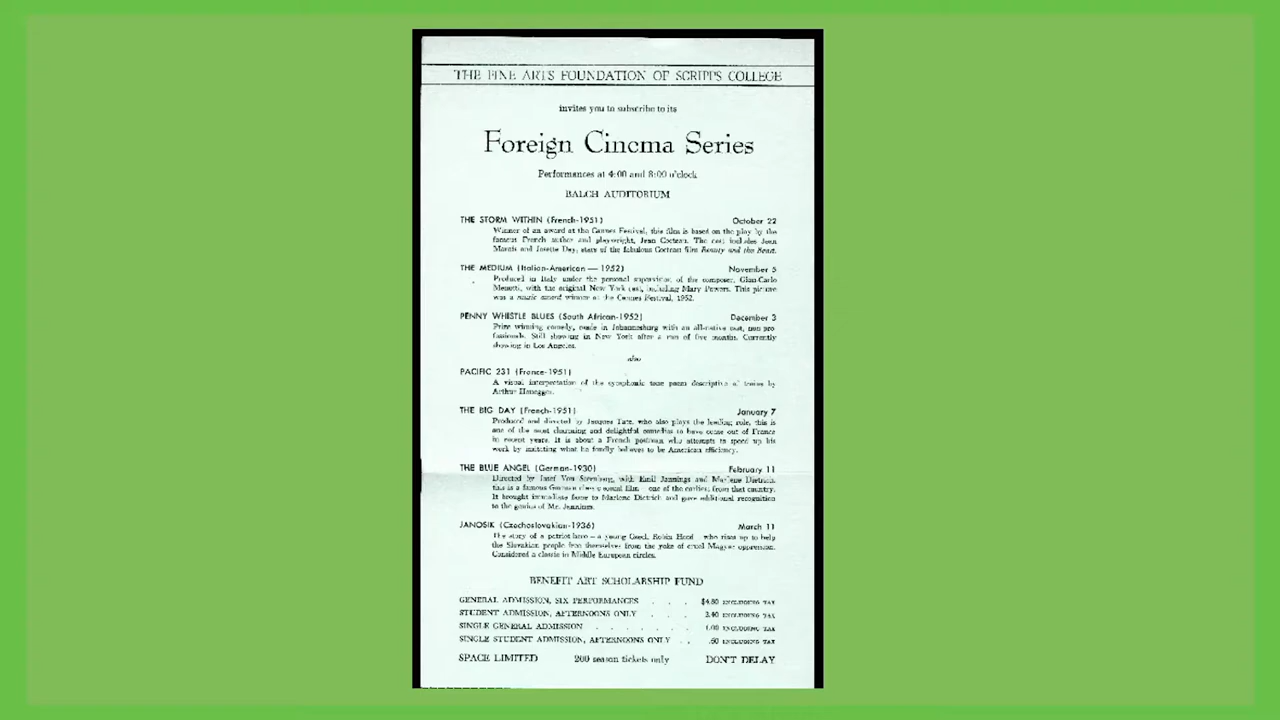 THE FINE ARTS FOUNDATION OF SCRIPPS COLLEGE
invites you to subscribe to its
Foreign Cinema Series
Performances at 4:00 and 8:00 o'clock
BALCH AUDITORIUM
THE STORM WITHIN (French-1951) October 22
Winner of an award at the Cannes Festival, this film is based on the play by the
famous French author and playwright, Jean Cocteau. The cast includes Jean
Marais and Josette Day, stars of the fabulous Cocteau film Beauty and the Beast.
THE MEDIUM (Italian-American — 1952) November 5
Produced in Italy under the personal supervision of the composer, Gian-Carlo
Menotti, with the original New York cast, including Mary Powers. This picture
was a music award winner at the Cannes Festival, 1952.
PENNY WHISTLE BLUES (South African-1952) December 3
Prize winning comedy, made in Johannesburg with an all-native cast, non pro-
fessionals. Still showing in New York after a run of five months. Currently
showing in Los Angeles.
also
PACIFIC 231 (France-1951)
A visual interpretation of the symphonic tone poem descriptive of trains by
Arthur Honegger.
THE BIG DAY (French-1951) January 7
Produced and directed by Jacques Tate, who also plays the leading role, this is
one of the most charming and delightful comedies to have come out of France
in recent years. It is about a French postman who attempts to speed up his
work by imitating what he fondly believes to be American efficiency.
THE BLUE ANGEL (German-1930) February 11
Directed by Josef Von Sternberg, with Emil Jannings and Marlene Dietrich,
this is a famous German film one of the earliest from that country.
It brought immediate fame to Marlene Dietrich and gave additional recognition
to the genius of Mr. Jannings.
JANOSIK (Czechoslovakian-1936) March 11
The story of a patriot hero – a young Robin Hood who rises up to help
the Slovakian people free themselves from the yoke of cruel Magyar oppression.
Considered a classic in Middle European circles.
BENEFIT ART SCHOLARSHIP FUND
GENERAL ADMISSION, SIX PERFORMANCES . . . $4.80 INCLUDING TAX
STUDENT ADMISSION, AFTERNOONS ONLY . . . 2.40 INCLUDING TAX
SINGLE GENERAL ADMISSION . . . . . . 1.00 INCLUDING TAX
SINGLE STUDENT ADMISSION, AFTERNOONS ONLY . . .60 INCLUDING TAX
SPACE LIMITED 200 season tickets only DON'T DELAY